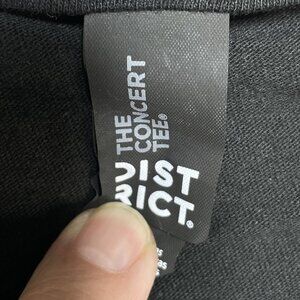 THE
CONCERT
TEE®
DIST
RICT.